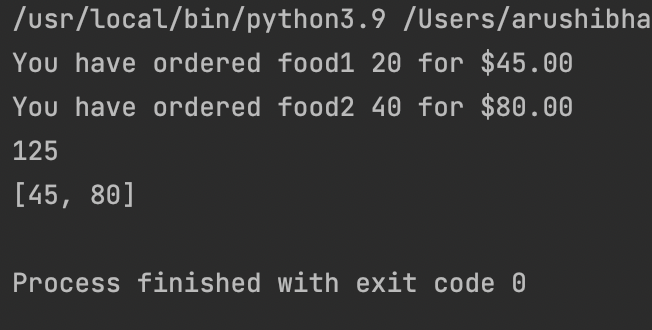 /usr/local/bin/python3.9 /Users/arushibha
You have ordered food1 20 for $45.00
You have ordered food2 40 for $80.00
125
[45, 80]
Process finished with exit code 0